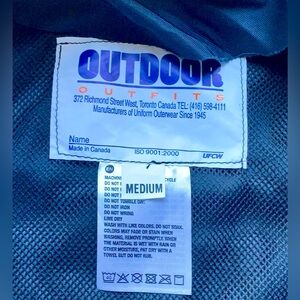 OUTDOOR
OUTFITS
372 Richmond Street West, Toronto Canada TEL: (416) 598-4111
Manufacturers of Uniform Outerwear Since 1945
Name
Made in Canada ISO 9001:2000 UFCW
MACHINE CYCLE
DO NOT
DO NOT
MEDIUM
DO NOT TUMBLE DRY
DO NOT IRON
DO NOT WRING
LINE DRY
WASH WITH LIKE COLORS. DO NOT SOAK.
COLORS MAY FADE OR STAIN WHEN
WASHING. REMOVE PROMPTLY. WHEN
THE MATERIAL IS WET WITH RAIN OR
OTHER MOISTURE, PAT DRY WITH A
TOWEL BUT DO NOT RUB.